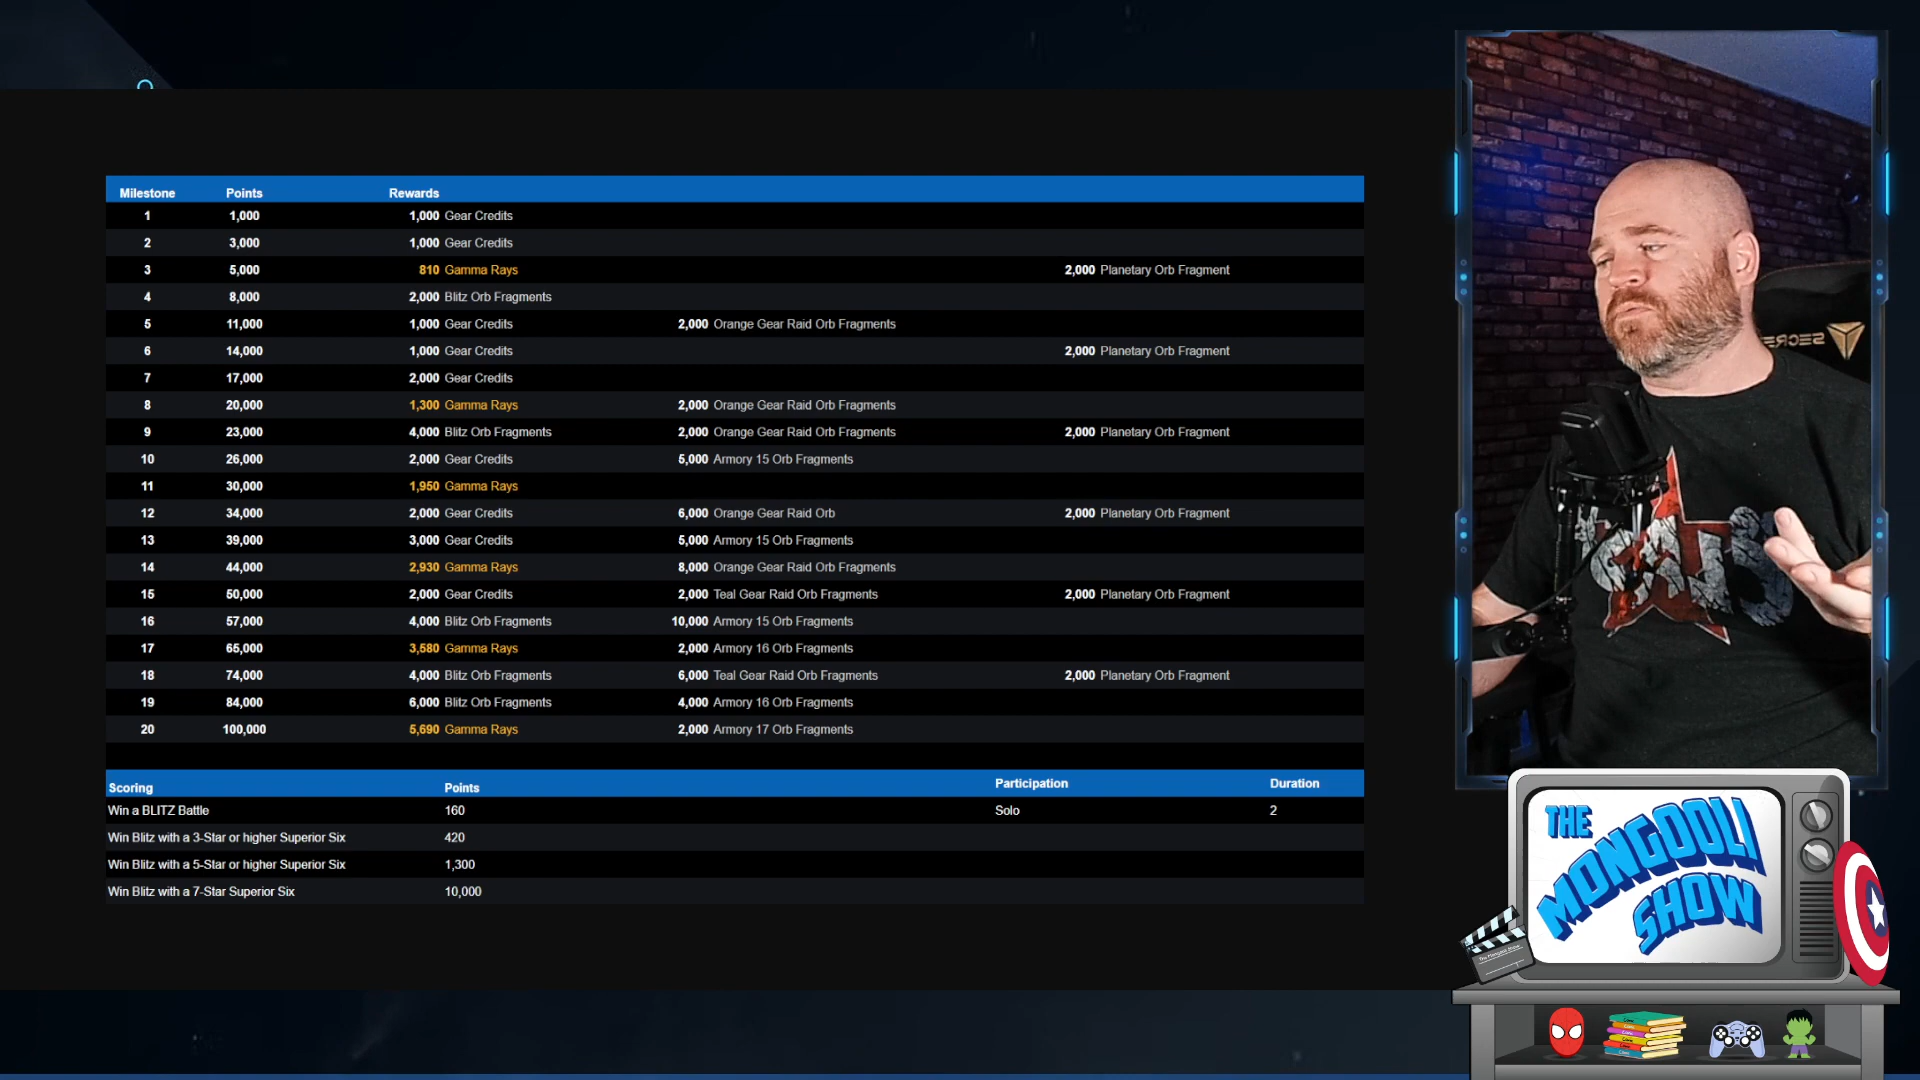 Milestone Points Rewards
1 1,000 1,000 Gear Credits
2 3,000 1,000 Gear Credits
3 5,000 810 Gamma Rays 2,000 Planetary Orb Fragment
4 8,000 2,000 Blitz Orb Fragments
5 11,000 1,000 Gear Credits 2,000 Orange Gear Raid Orb Fragments
6 14,000 1,000 Gear Credits 2,000 Planetary Orb Fragment
7 17,000 2,000 Gear Credits
8 20,000 1,300 Gamma Rays 2,000 Orange Gear Raid Orb Fragments
9 23,000 4,000 Blitz Orb Fragments 2,000 Orange Gear Raid Orb Fragments 2,000 Planetary Orb Fragment
10 26,000 2,000 Gear Credits 5,000 Armory 15 Orb Fragments
11 30,000 1,950 Gamma Rays
12 34,000 2,000 Gear Credits 6,000 Orange Gear Raid Orb 2,000 Planetary Orb Fragment
13 39,000 3,000 Gear Credits 5,000 Armory 15 Orb Fragments
14 44,000 2,930 Gamma Rays 8,000 Orange Gear Raid Orb Fragments
15 50,000 2,000 Gear Credits 2,000 Teal Gear Raid Orb Fragments 2,000 Planetary Orb Fragment
16 57,000 4,000 Blitz Orb Fragments 10,000 Armory 15 Orb Fragments
17 65,000 3,580 Gamma Rays 2,000 Armory 16 Orb Fragments
18 74,000 4,000 Blitz Orb Fragments 6,000 Teal Gear Raid Orb Fragments 2,000 Planetary Orb Fragment
19 84,000 6,000 Blitz Orb Fragments 4,000 Armory 16 Orb Fragments
20 100,000 5,690 Gamma Rays 2,000 Armory 17 Orb Fragments
Scoring Points Participation Duration
Win a BLITZ Battle 160 Solo 2
Win Blitz with a 3-Star or higher Superior Six 420
Win Blitz with a 5-Star or higher Superior Six 1,300
Win Blitz with a 7-Star Superior Six 10,000
SECRE
THE
MONGOOLI
SHOW